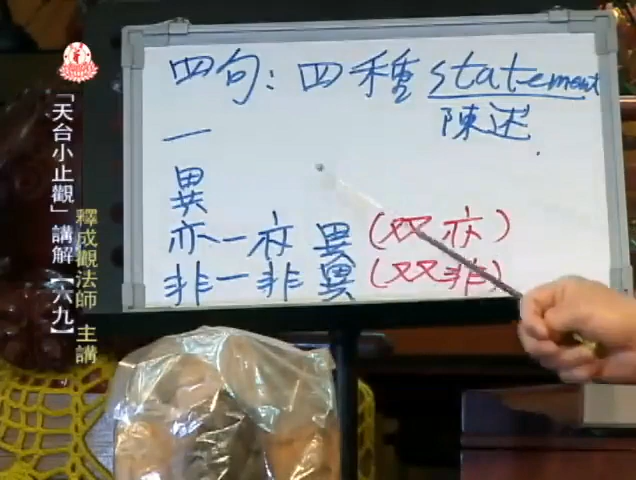 四句：四種 statement
陳述
一
異
亦一亦異 (双亦)
非一非異 (双非)
「天台小止觀」講解【六九】
釋成觀法師 主講